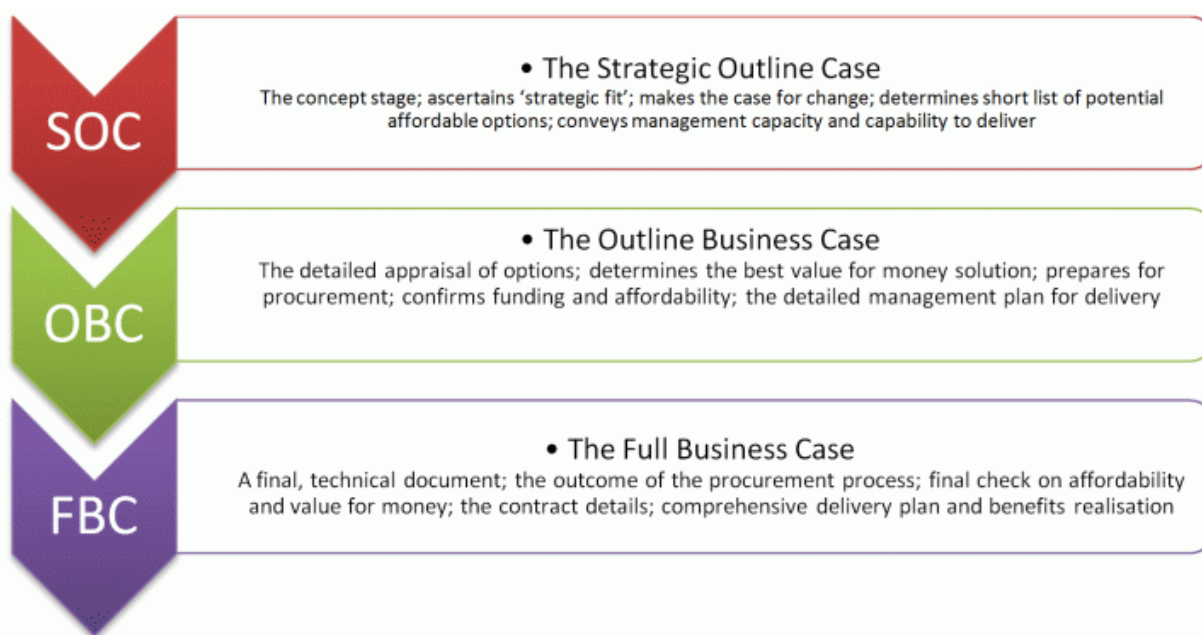 SOC
• The Strategic Outline Case
The concept stage; ascertains ‘strategic fit’; makes the case for change; determines short list of potential
affordable options; conveys management capacity and capability to deliver
OBC
• The Outline Business Case
The detailed appraisal of options; determines the best value for money solution; prepares for
procurement; confirms funding and affordability; the detailed management plan for delivery
FBC
• The Full Business Case
A final, technical document; the outcome of the procurement process; final check on affordability
and value for money; the contract details; comprehensive delivery plan and benefits realisation